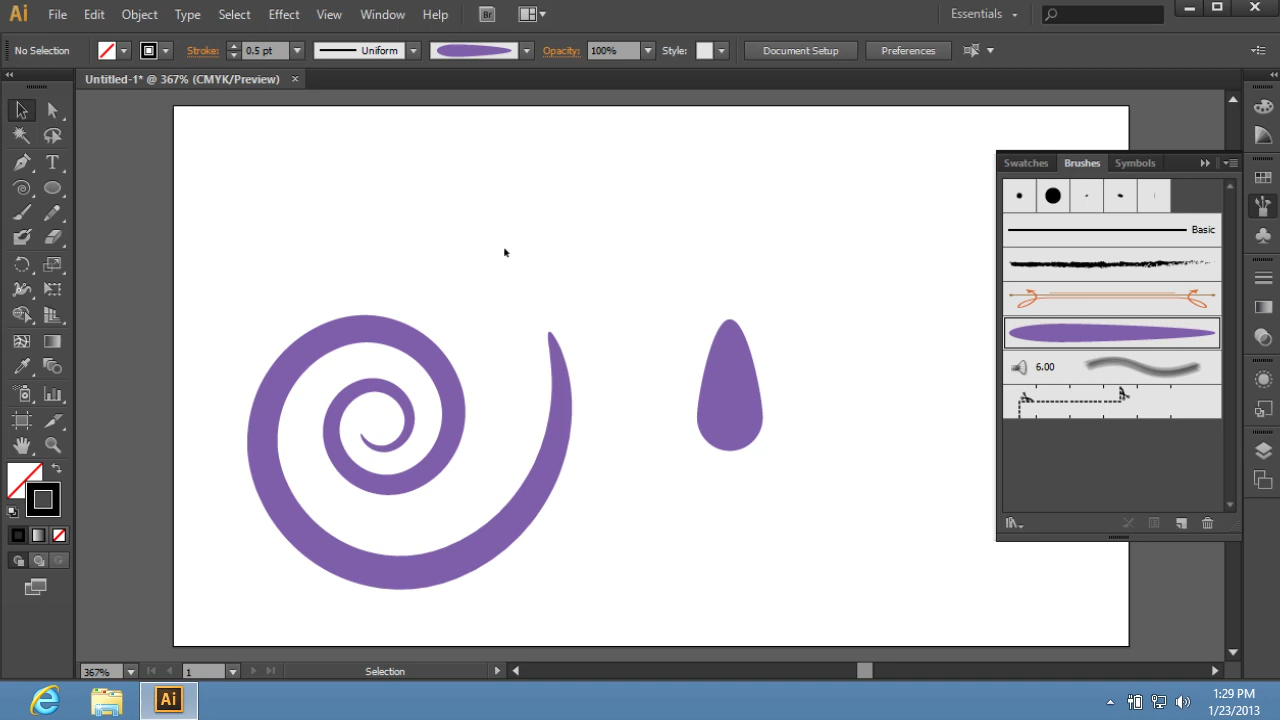 Ai File Edit Object Type Select Effect View Window Help Br Essentials
No Selection Stroke: 0.5 pt Uniform Opacity: 100% Style: Document Setup Preferences
Untitled-1* @ 367% (CMYK/Preview) ×
Swatches Brushes Symbols
Basic
6.00
367% 1 Selection
Ai 1:29 PM
1/23/2013